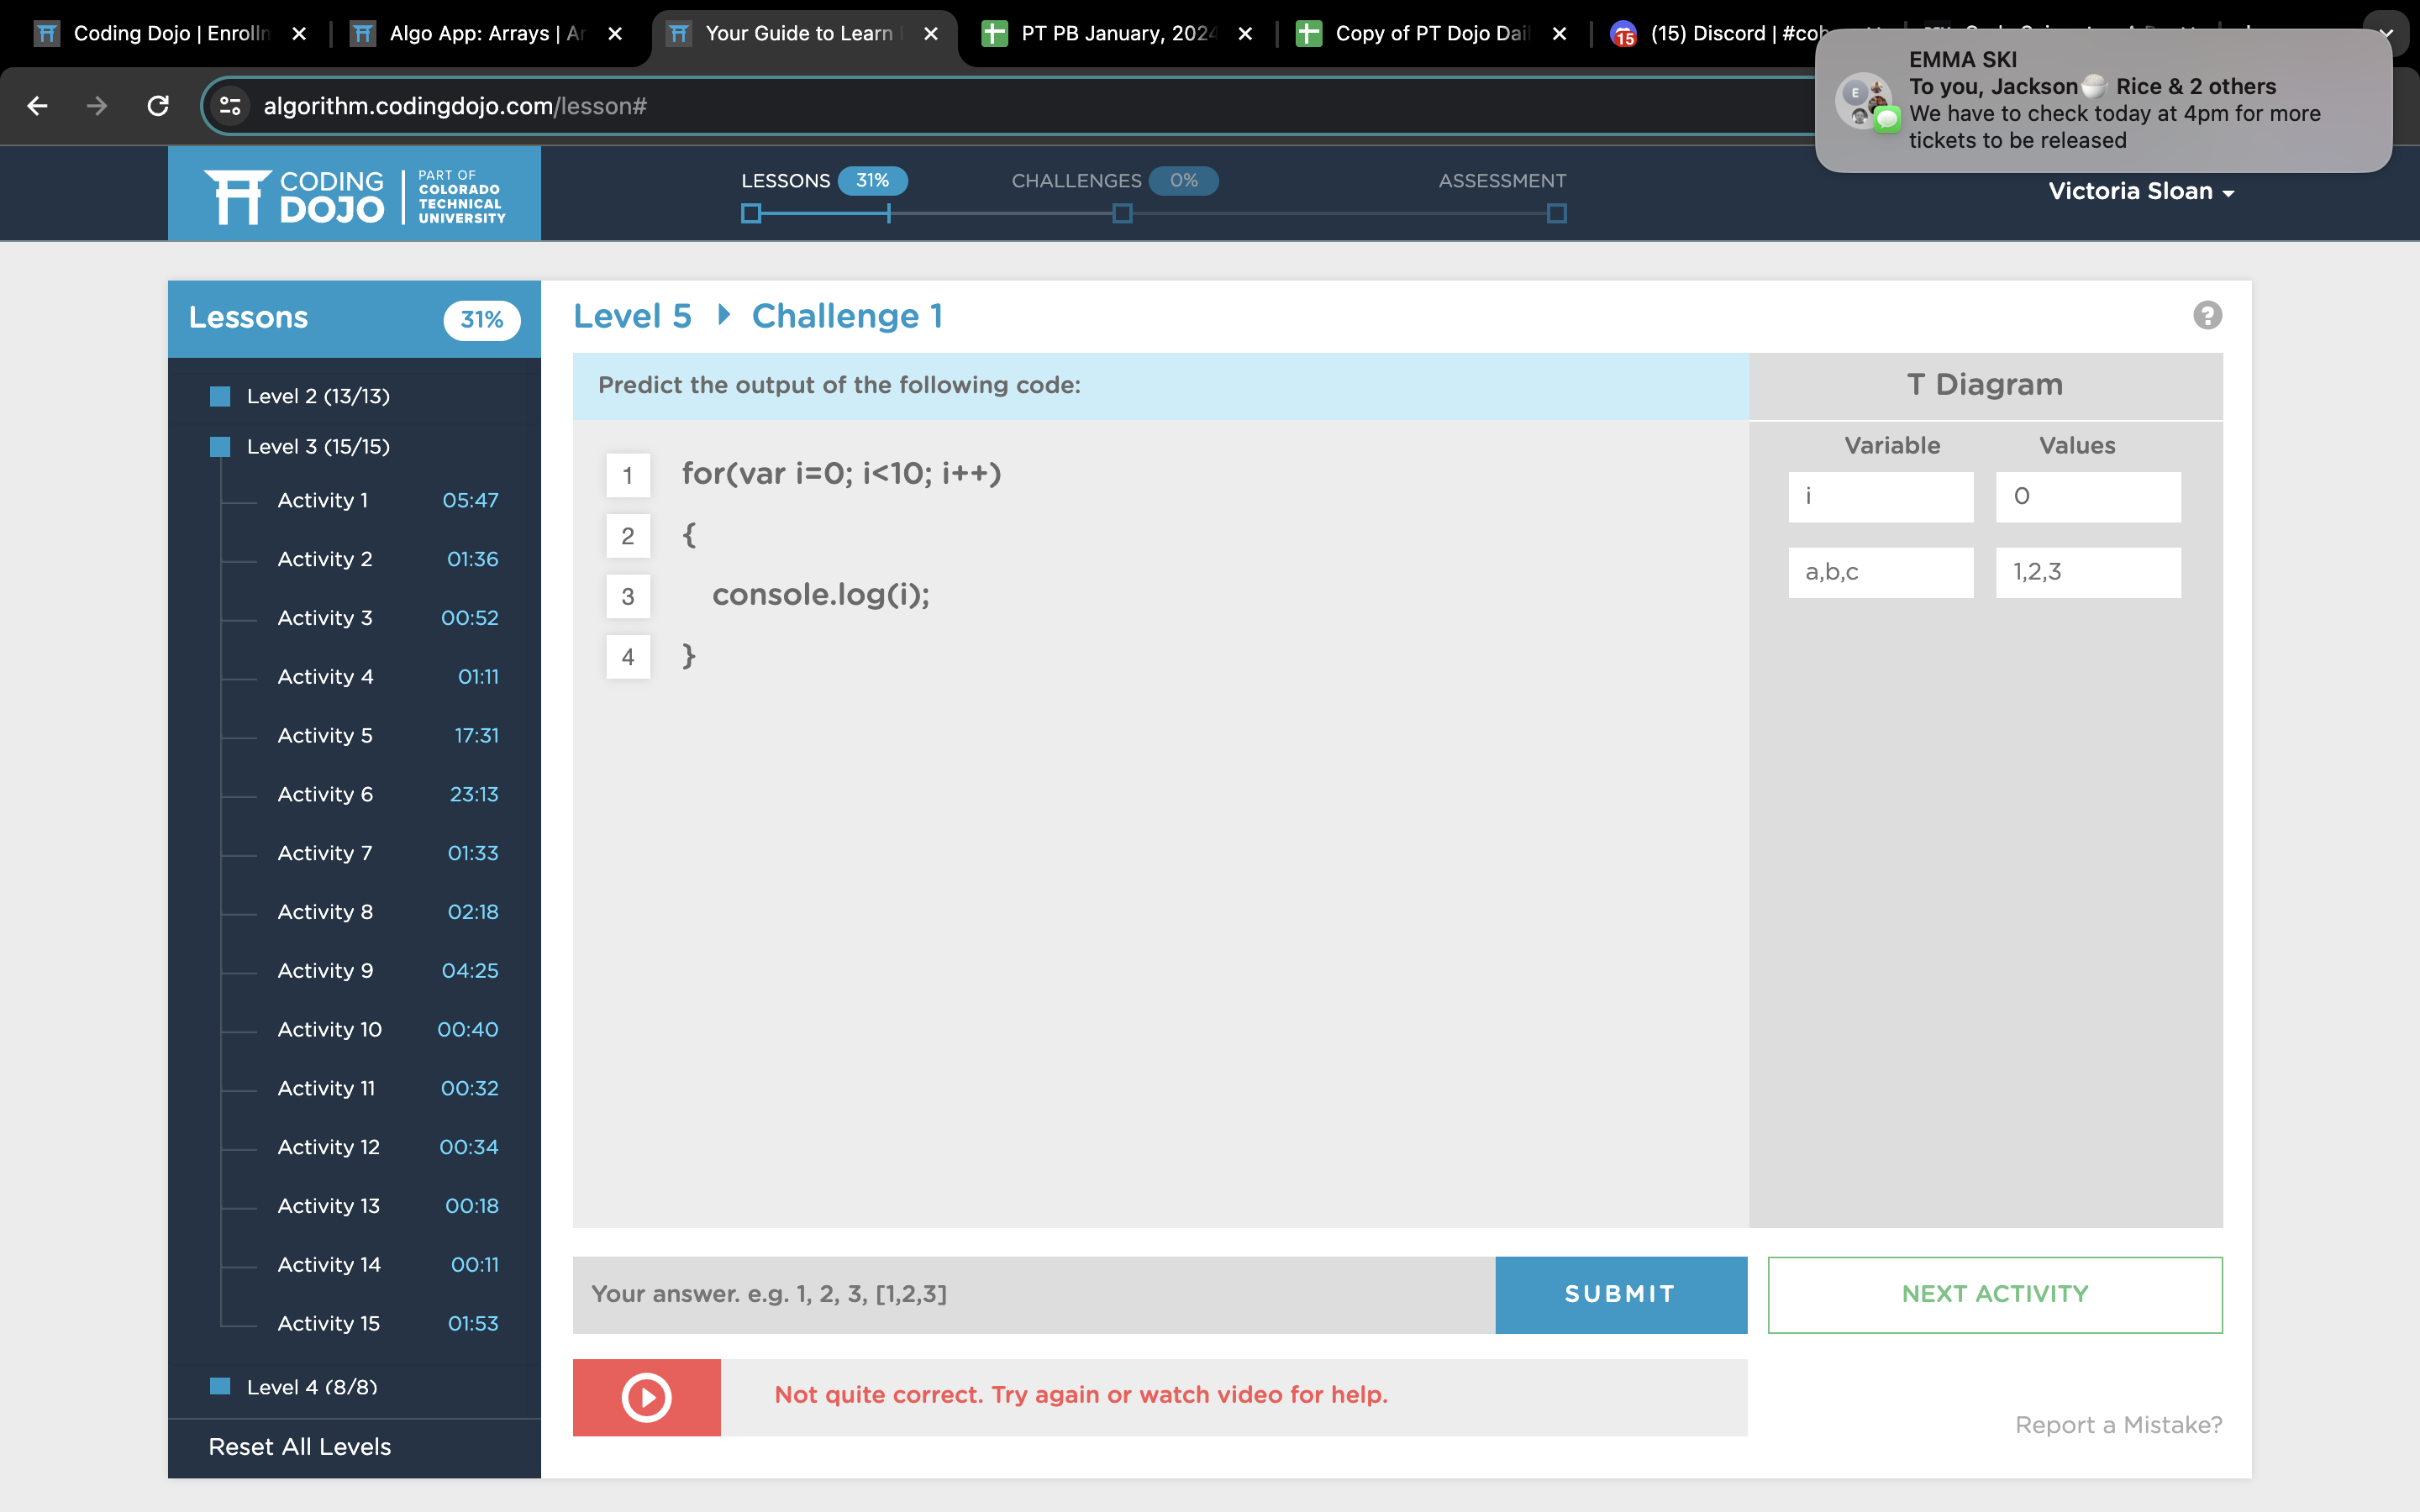 Coding Dojo | Enrolln
Algo App: Arrays | Ar
Your Guide to Learn
PT PB January, 2024
Copy of PT Dojo Dail
(15) Discord | #cob
15
EMMA SKI
To you, Jackson🍚 Rice & 2 others
We have to check today at 4pm for more
tickets to be released
E
algorithm.codingdojo.com/lesson#
CODING
DOJO
PART OF
COLORADO
TECHNICAL
UNIVERSITY
LESSONS 31%
CHALLENGES 0%
ASSESSMENT
Victoria Sloan
Lessons 31%
Level 2 (13/13)
Level 3 (15/15)
Activity 1 05:47
Activity 2 01:36
Activity 3 00:52
Activity 4 01:11
Activity 5 17:31
Activity 6 23:13
Activity 7 01:33
Activity 8 02:18
Activity 9 04:25
Activity 10 00:40
Activity 11 00:32
Activity 12 00:34
Activity 13 00:18
Activity 14 00:11
Activity 15 01:53
Level 4 (8/8)
Reset All Levels
Level 5 Challenge 1
?
Predict the output of the following code:
1 for(var i=0; i<10; i++)
2 {
3 console.log(i);
4 }
T Diagram
Variable Values
i 0
a,b,c 1,2,3
Your answer. e.g. 1, 2, 3, [1,2,3]
SUBMIT
NEXT ACTIVITY
Not quite correct. Try again or watch video for help.
Report a Mistake?